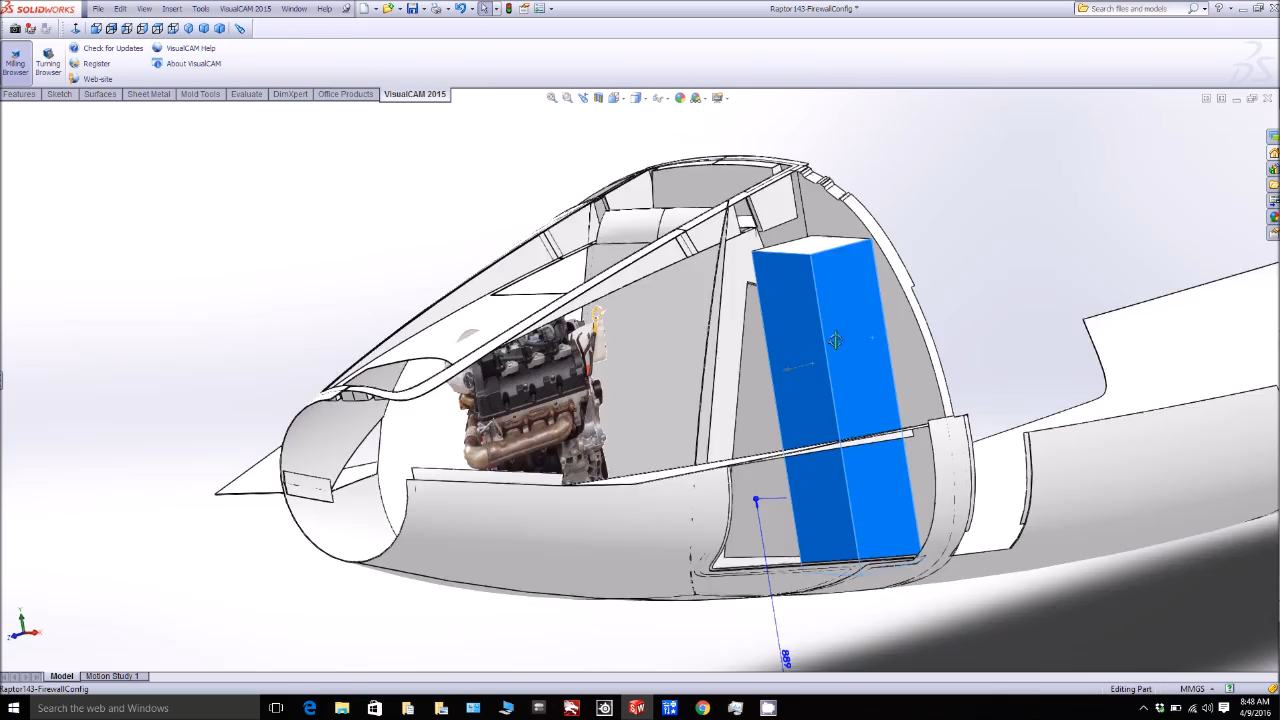 SOLIDWORKS File Edit View Insert Tools VisualCAM 2015 Window Help Raptor143-FirewallConfig * Search files and models
Milling Browser
Turning Browser
Check for Updates
Register
Web-site
VisualCAM Help
About VisualCAM
Features Sketch Surfaces Sheet Metal Mold Tools Evaluate DimXpert Office Products VisualCAM 2015
889
Y
X
Z
Model Motion Study 1
Raptor143-FirewallConfig Editing Part MMGS
Search the web and Windows
8:48 AM
4/9/2016